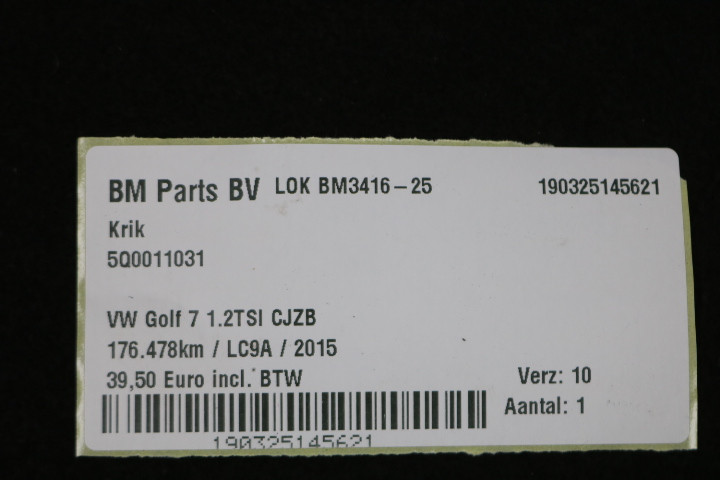 BM Parts BV LOK BM3416-25 190325145621
Krik
5Q0011031
VW Golf 7 1.2TSI CJZB
176.478km / LC9A / 2015
39,50 Euro incl. BTW Verz: 10
Aantal: 1
190325145621